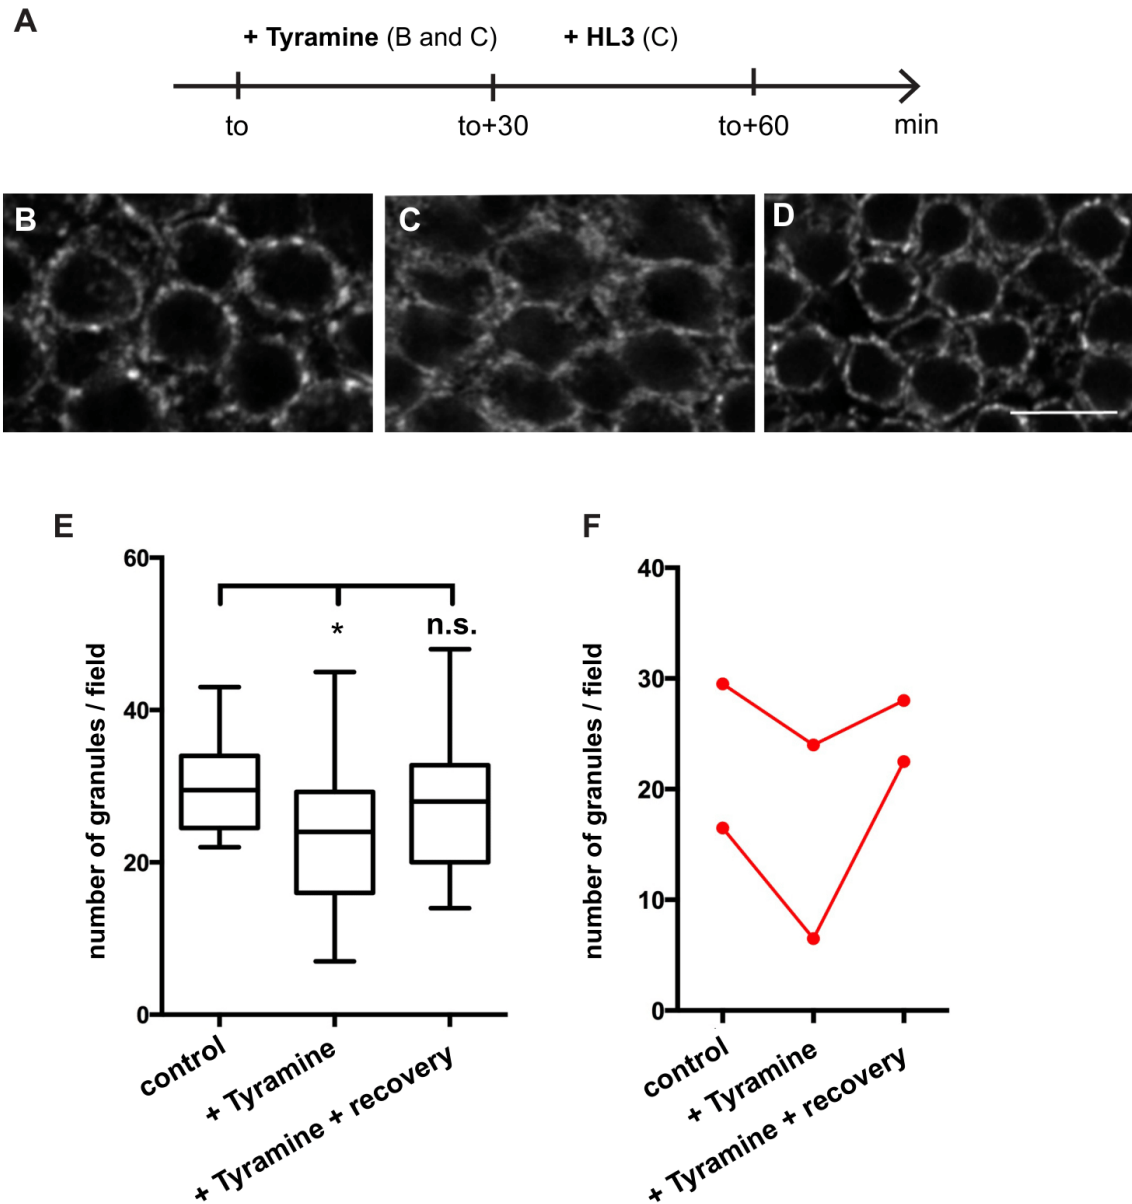 A
+ Tyramine (B and C) + HL3 (C)
to to+30 to+60 min
B C D
E F
60
40
20
0
number of granules / field
*
n.s.
control
+ Tyramine
+ Tyramine + recovery
40
30
20
10
0
number of granules / field
control
+ Tyramine
+ Tyramine + recovery